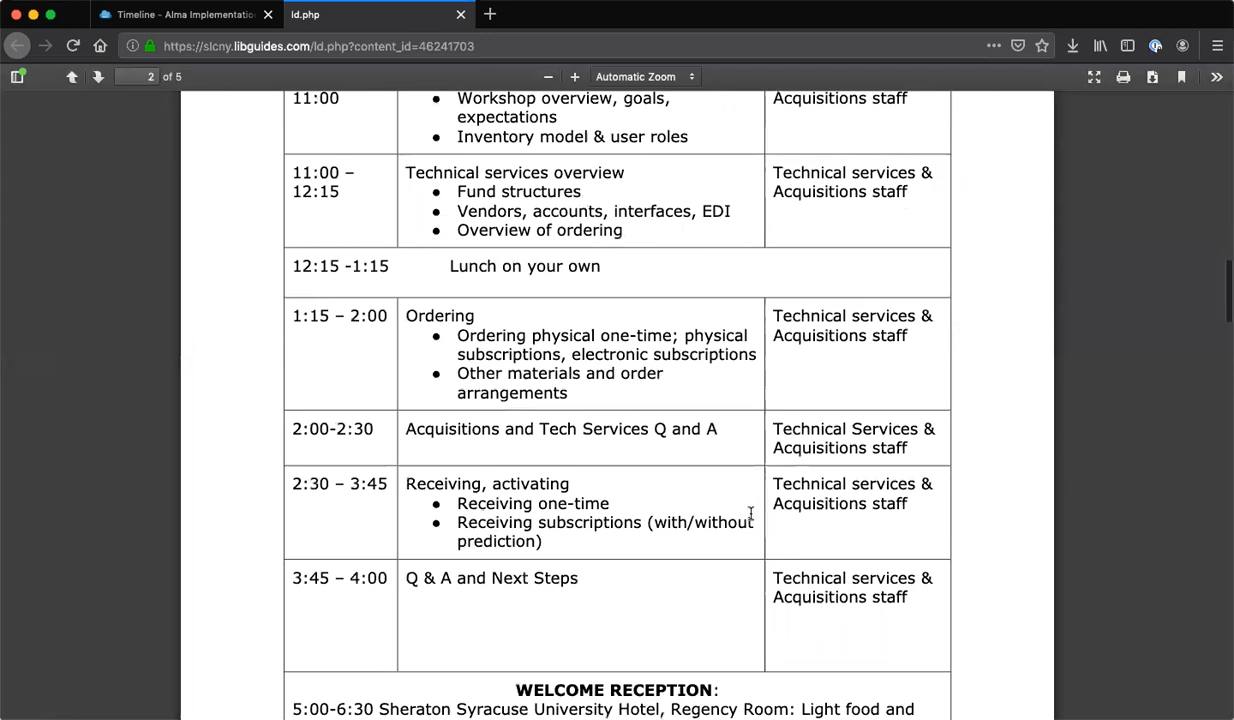 Timeline - Alma Implementatio
ld.php
https://slcny.libguides.com/ld.php?content_id=46241703
2 of 5
Automatic Zoom
11:00
Workshop overview, goals,
expectations
● Inventory model & user roles
Acquisitions staff
11:00 –
12:15
Technical services overview
● Fund structures
● Vendors, accounts, interfaces, EDI
● Overview of ordering
Technical services &
Acquisitions staff
12:15 -1:15 Lunch on your own
1:15 – 2:00
Ordering
● Ordering physical one-time; physical
subscriptions, electronic subscriptions
● Other materials and order
arrangements
Technical services &
Acquisitions staff
2:00-2:30
Acquisitions and Tech Services Q and A
Technical Services &
Acquisitions staff
2:30 – 3:45
Receiving, activating
● Receiving one-time
● Receiving subscriptions (with/without
prediction)
Technical services &
Acquisitions staff
3:45 – 4:00
Q & A and Next Steps
Technical services &
Acquisitions staff
WELCOME RECEPTION:
5:00-6:30 Sheraton Syracuse University Hotel, Regency Room: Light food and